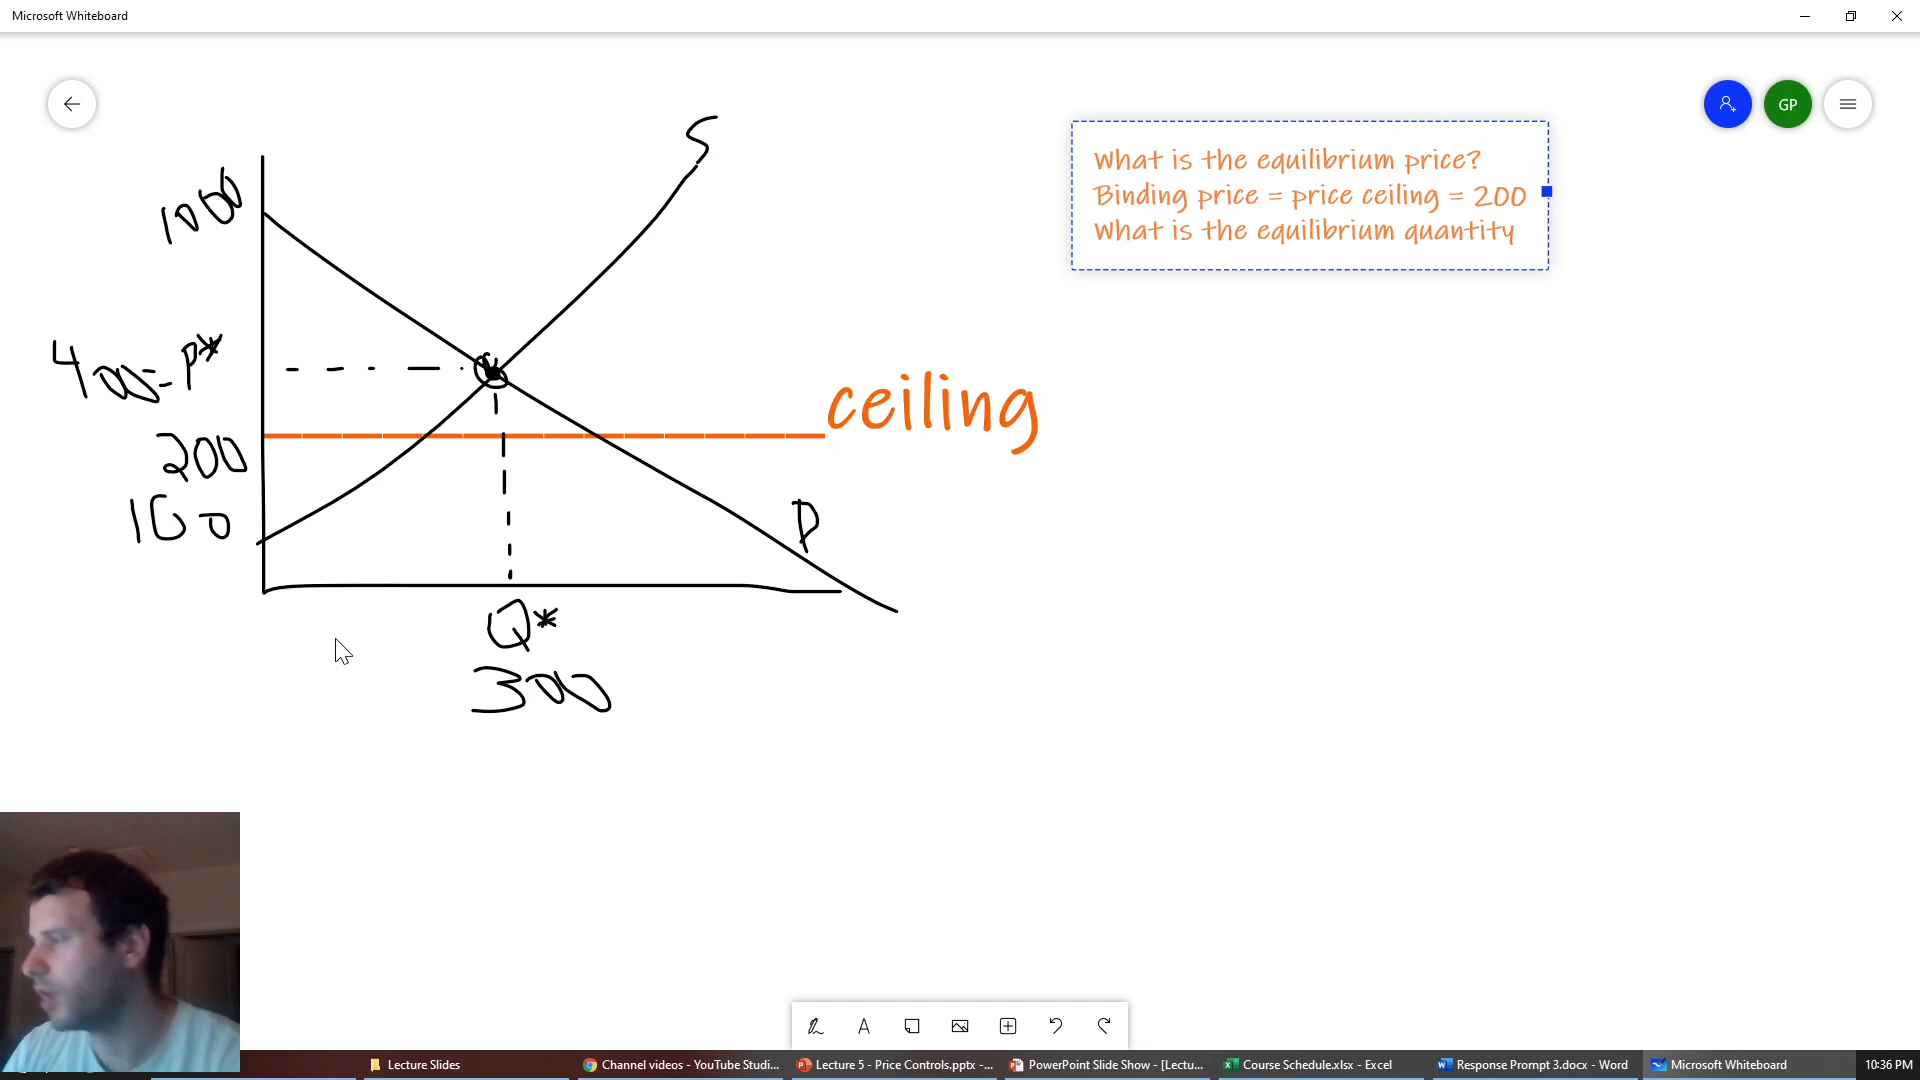 Microsoft Whiteboard
GP
What is the equilibrium price?
Binding price = price ceiling = 200
What is the equilibrium quantity
S
1000
400=P*
ceiling
200
100
D
Q*
300
Lecture Slides
Channel videos - YouTube Studi...
Lecture 5 - Price Controls.pptx -...
PowerPoint Slide Show - [Lectu...
Course Schedule.xlsx - Excel
Response Prompt 3.docx - Word
Microsoft Whiteboard
10:36 PM